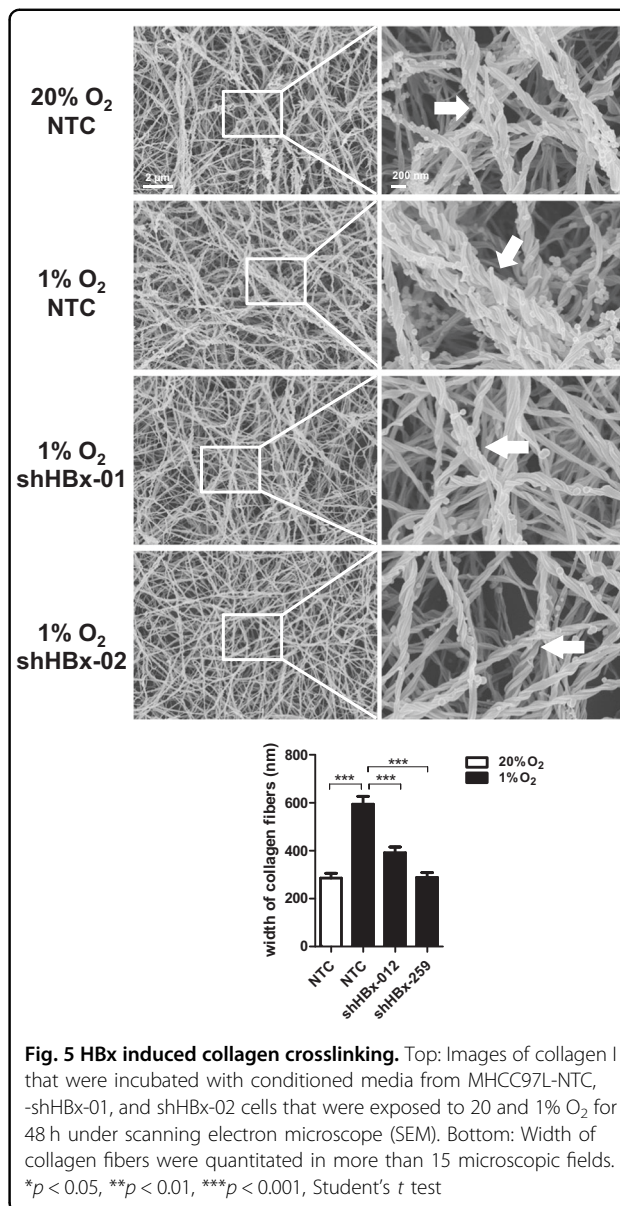 20% O₂
NTC
2 µm
200 nm
1% O₂
NTC
1% O₂
shHBx-01
1% O₂
shHBx-02
width of collagen fibers (nm)
800
600
400
200
0
***
***
***
20%O₂
1%O₂
NTC
NTC
shHBx-012
shHBx-259
Fig. 5 HBx induced collagen crosslinking. Top: Images of collagen I
that were incubated with conditioned media from MHCC97L-NTC,
-shHBx-01, and shHBx-02 cells that were exposed to 20 and 1% O₂ for
48 h under scanning electron microscope (SEM). Bottom: Width of
collagen fibers were quantitated in more than 15 microscopic fields.
*p < 0.05, **p < 0.01, ***p < 0.001, Student's t test